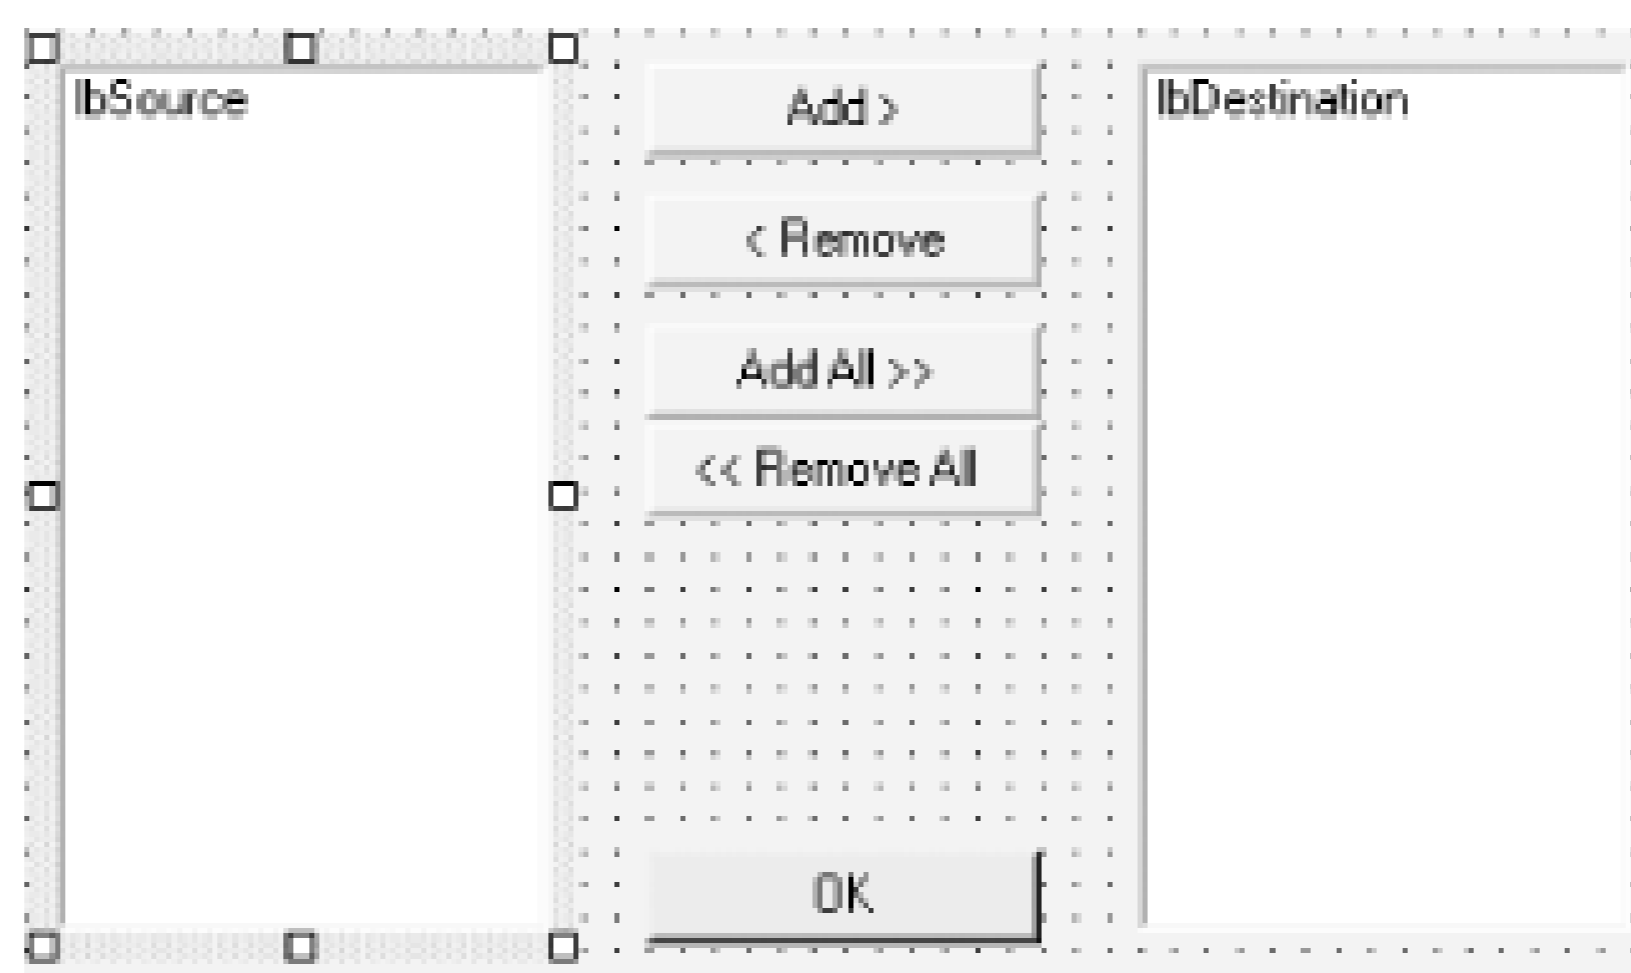 lbSource
Add >
< Remove
Add All >>
<< Remove All
OK
lbDestination